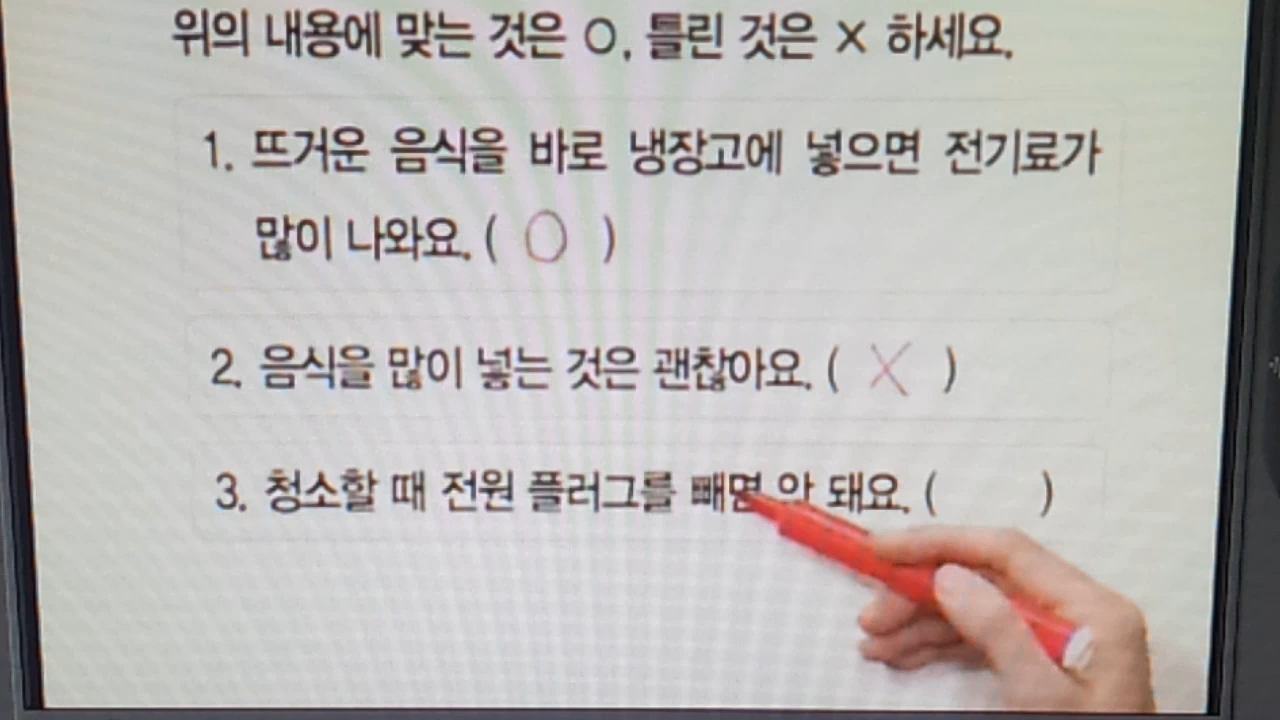 위의 내용에 맞는 것은 O, 틀린 것은 X 하세요.
1. 뜨거운 음식을 바로 냉장고에 넣으면 전기료가
많이 나와요. ( O )
2. 음식을 많이 넣는 것은 괜찮아요. ( X )
3. 청소할 때 전원 플러그를 빼면 안 돼요. ( )